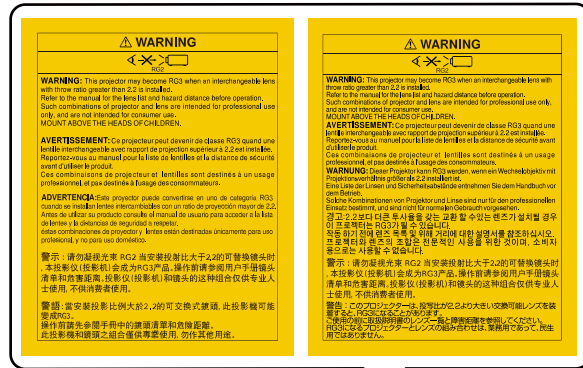 ⚠ WARNING
RG2
WARNING: This projector may become RG3 when an interchangeable lens
with throw ratio greater than 2.2 is installed.
Refer to the manual for the lens list and hazard distance before operation.
Such combinations of projector and lens are intended for professional use
only, and are not intended for consumer use.
MOUNT ABOVE THE HEADS OF CHILDREN.
AVERTISSEMENT: Ce projecteur peut devenir de classe RG3 quand une
lentille interchangeable avec rapport de projection supérieur à 2.2 est installée.
Reportez-vous au manuel pour la liste de lentilles et la distance de sécurité
avant d'utiliser le produit.
Ces combinaisons de projecteur et lentilles sont destinés à un usage
professionnel, et pas destinés à l'usage des consommateurs.
ADVERTENCIA:Este proyector puede convertirse en uno de categoría RG3
cuando se installan lentes intercambiables con un ratio de proyección mayor de 2,2.
Antes de utilizar su producto consulte el manual de usuario para acceder a la lista
de lentes y la distancias de seguridad a respetar.
éstas combinaciones de proyector y lentes están destinadas únicamente para uso
profesional, y no para uso doméstico.
警示：请勿凝视光束 RG2 当安装投射比大于2.2的可替换镜头时
，本投影仪(投影机)会成为RG3产品。操作前请参阅用户手册镜头
清单和危害距离。投影仪(投影机)和镜头的这种组合仅供专业人
士使用，不供消费者使用。
警語：當安裝投影比例大於2.2的可交換式鏡頭，此投影機可能
變成RG3。
操作前請先參閱手冊中的鏡頭清單和危險距離。
此投影機和鏡頭之組合僅供專業使用，勿作其他用途。
⚠ WARNING
RG2
WARNING: This projector may become RG3 when an interchangeable lens with
throw ratio greater than 2.2 is installed.
Refer to the manual for the lens list and hazard distance before operation.
Such combinations of projector and lens are intended for professional use only,
and are not intended for consumer use.
MOUNT ABOVE THE HEADS OF CHILDREN.
AVERTISSEMENT: Ce projecteur peut devenir de classe RG3 quand une
lentille interchangeable avec rapport de projection supérieur à 2.2 est installée.
Reportez-vous au manuel pour la liste de lentilles et la distance de sécurité avant
d'utiliser le produit.
Ces combinaisons de projecteur et lentilles sont destinés à un usage
professionnel, et pas destinés à l'usage des consommateurs.
WARNUNG: Dieser Projektor kann RG3 werden, wenn ein Wechselobjektiv mit
Projektionsverhältnis größer als 2.2 installiert ist.
Eine Liste der Linsen und Sicherheitsabstände entnehmen Sie dem Handbuch vor
dem Betrieb.
Solche Kombinationen von Projektor und Linse sind nur für den professionellen
Einsatz bestimmt, und sind nicht für normalen Gebrauch vorgesehen.
경고:2.2보다 더큰 투사율을 갖는 교환 할 수있는 렌즈가 설치될 경우
이 프로젝트는 RG3가 될 수 있습니다.
작동 하기 전에 렌즈 목록 및 위해 거리에 대한 설명서를 참조하십시오.
프로젝트와 렌즈의 조합은 전문적인 사용을 위한 것이며, 소비자
용으로는 사용할 수 없습니다.
警示：请勿凝视光束 RG2 当安装投射比大于2.2的可替换镜头时
，本投影仪(投影机)会成为RG3产品。操作前请参阅用户手册镜头
清单和危害距离。投影仪(投影机)和镜头的这种组合仅供专业人
士使用，不供消费者使用。
警告：このプロジェクターは、投写比が2.2より大きい交換可能レンズを装
着すると、RG3になることがあります。
ご使用の前に取扱説明書のレンズ一覧と障害距離を参照してください。
RG3になるプロジェクターとレンズの組み合わせは、業務用であって、民生
用ではありません。